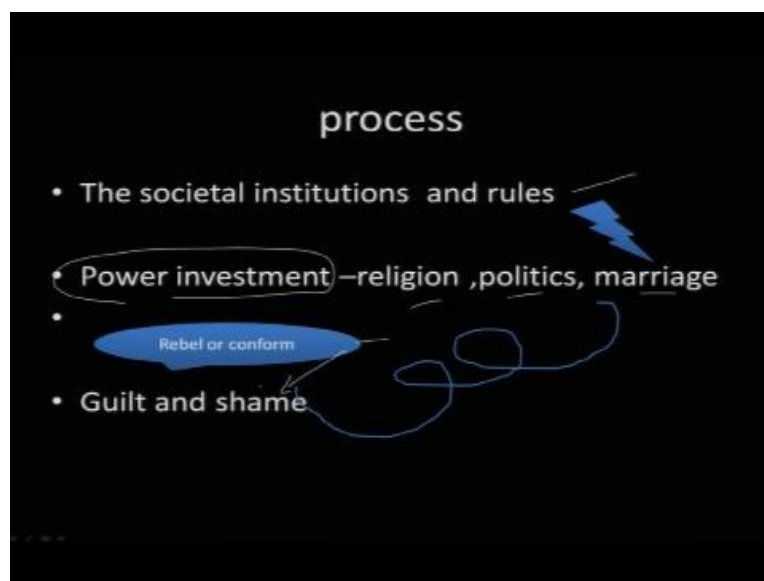 process
• The societal institutions and rules
• Power investment –religion ,politics, marriage
•
Rebel or conform
• Guilt and shame